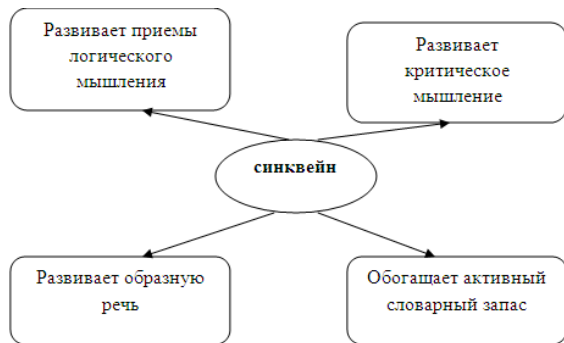 Развивает приемы
логического
мышления
Развивает
критическое
мышление
синквейн
Развивает образную
речь
Обогащает активный
словарный запас